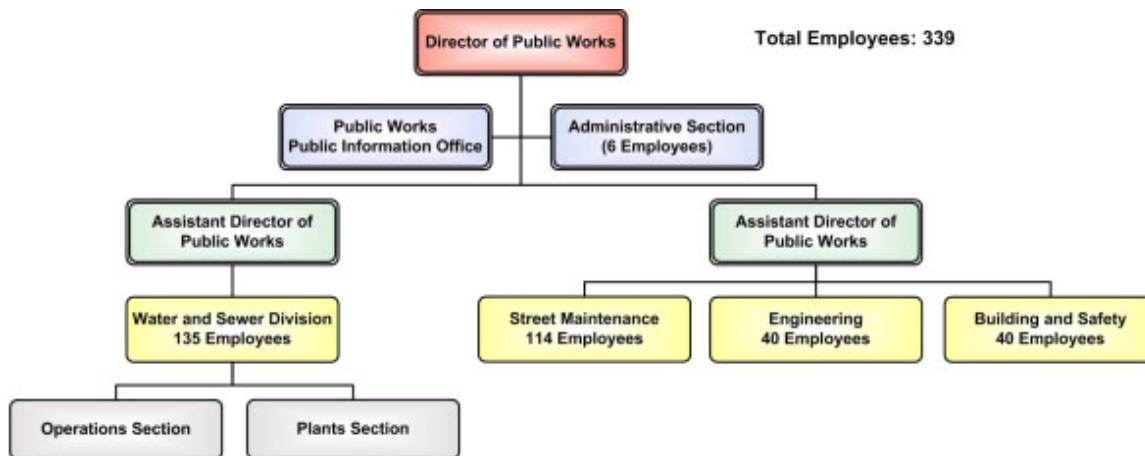 Director of Public Works
Total Employees: 339
Public Works
Public Information Office
Administrative Section
(6 Employees)
Assistant Director of
Public Works
Assistant Director of
Public Works
Water and Sewer Division
135 Employees
Street Maintenance
114 Employees
Engineering
40 Employees
Building and Safety
40 Employees
Operations Section
Plants Section